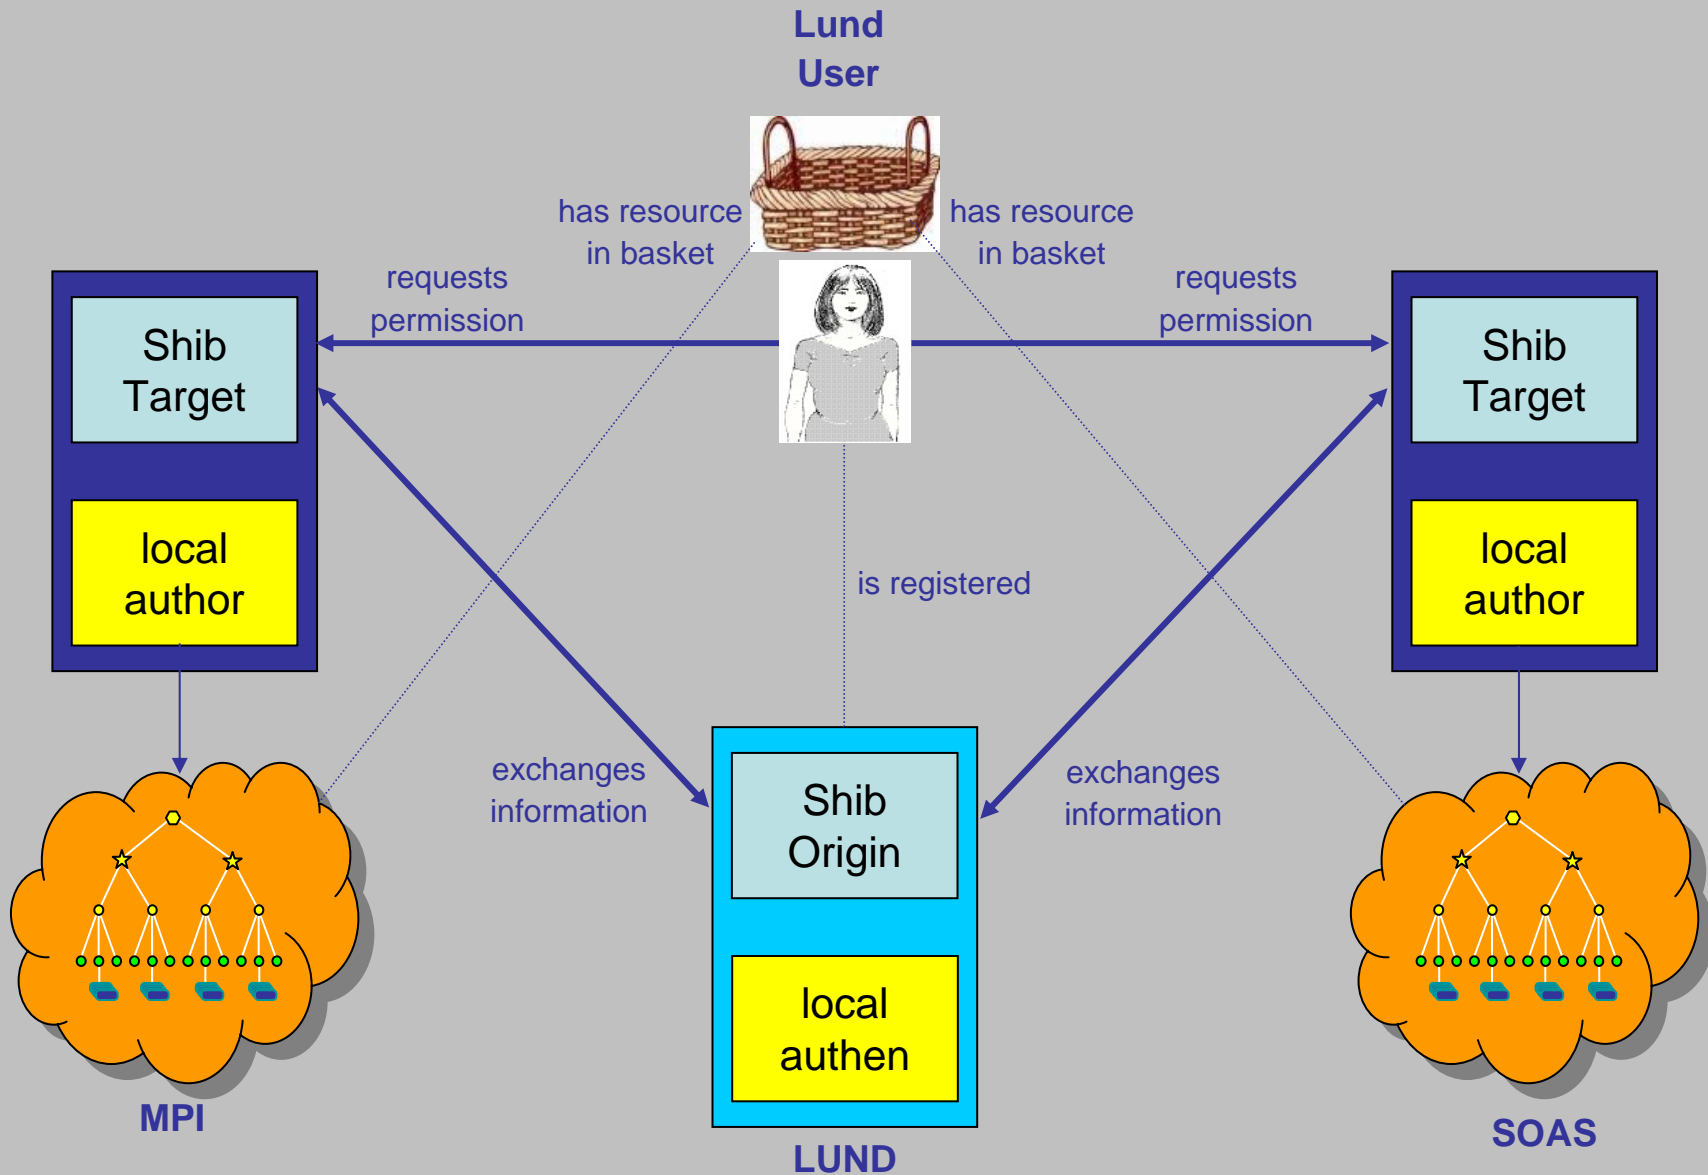 Lund
User
has resource
in basket
has resource
in basket
requests
permission
requests
permission
Shib
Target
Shib
Target
local
author
is registered
local
author
exchanges
information
Shib
Origin
exchanges
information
local
authen
MPI
LUND
SOAS